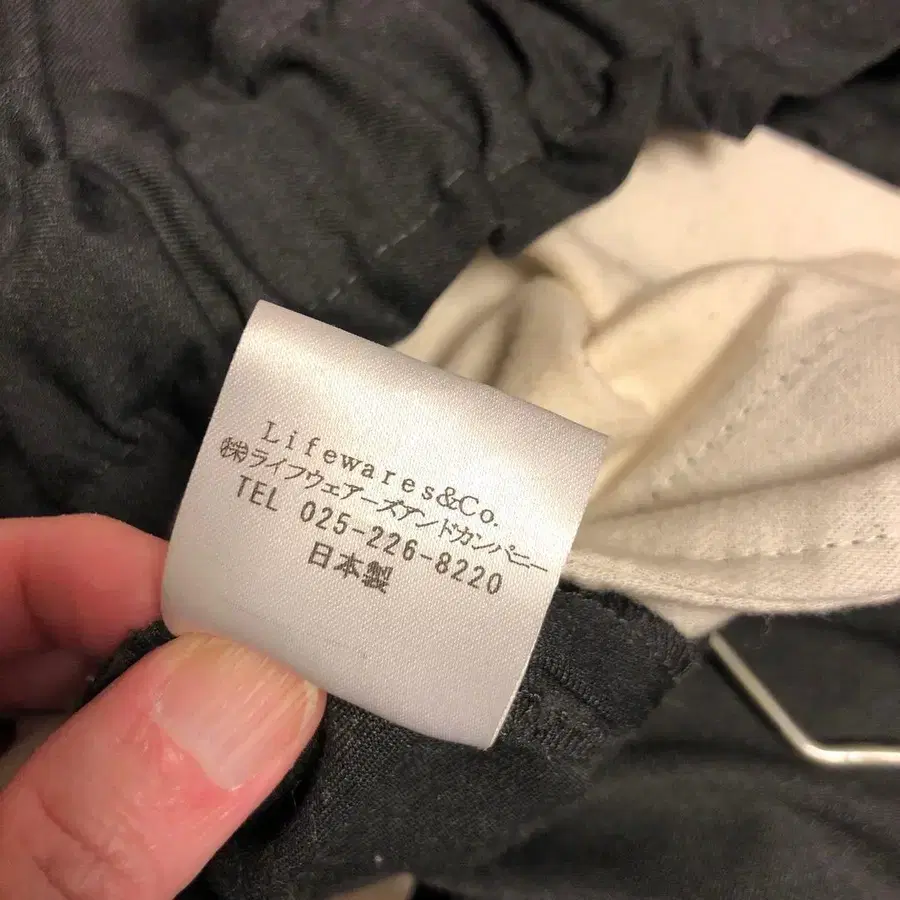 Lifewares&Co.
㈱ライフウェアーズアンドカンパニー
TEL 025-226-8220
日本製